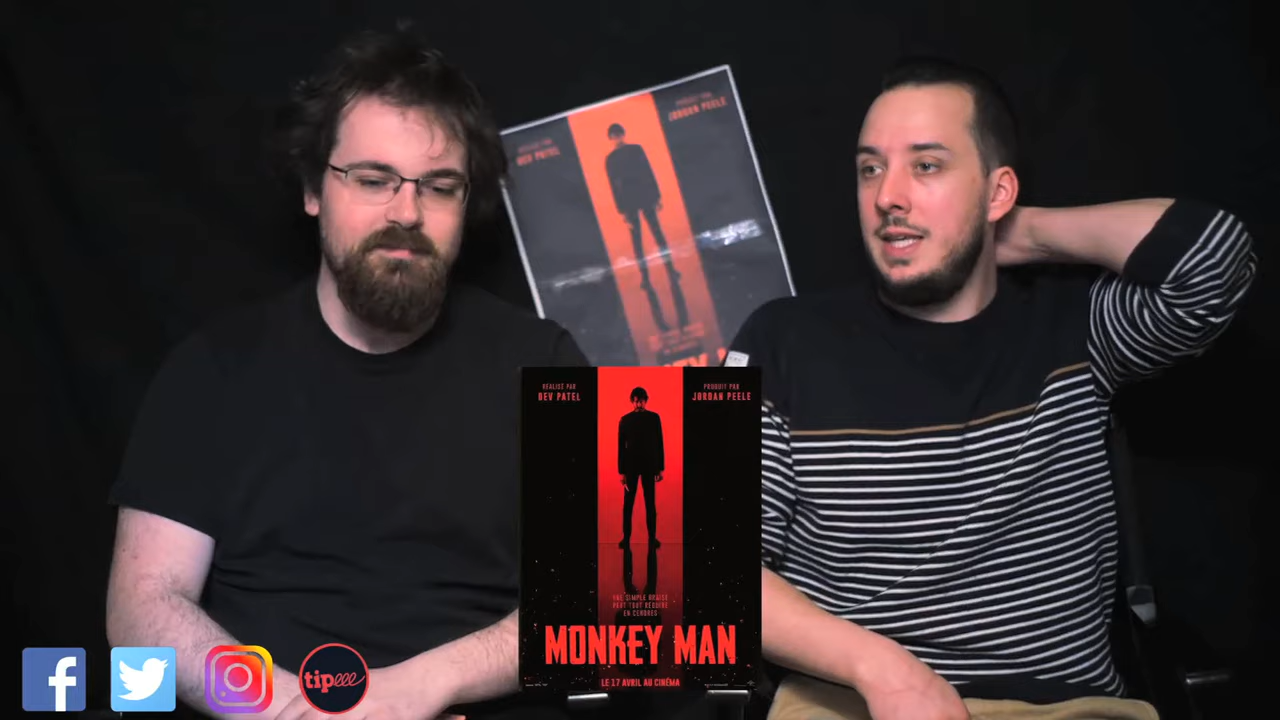 RÉALISÉ PAR
DEV PATEL
PRODUIT PAR
JORDAN PEELE
RÉALISÉ PAR
DEV PATEL
PRODUIT PAR
JORDAN PEELE
UNE SIMPLE BRAISE
PEUT TOUT RÉDUIRE
EN CENDRES
MONKEY MAN
LE 17 AVRIL AU CINÉMA
tipeee